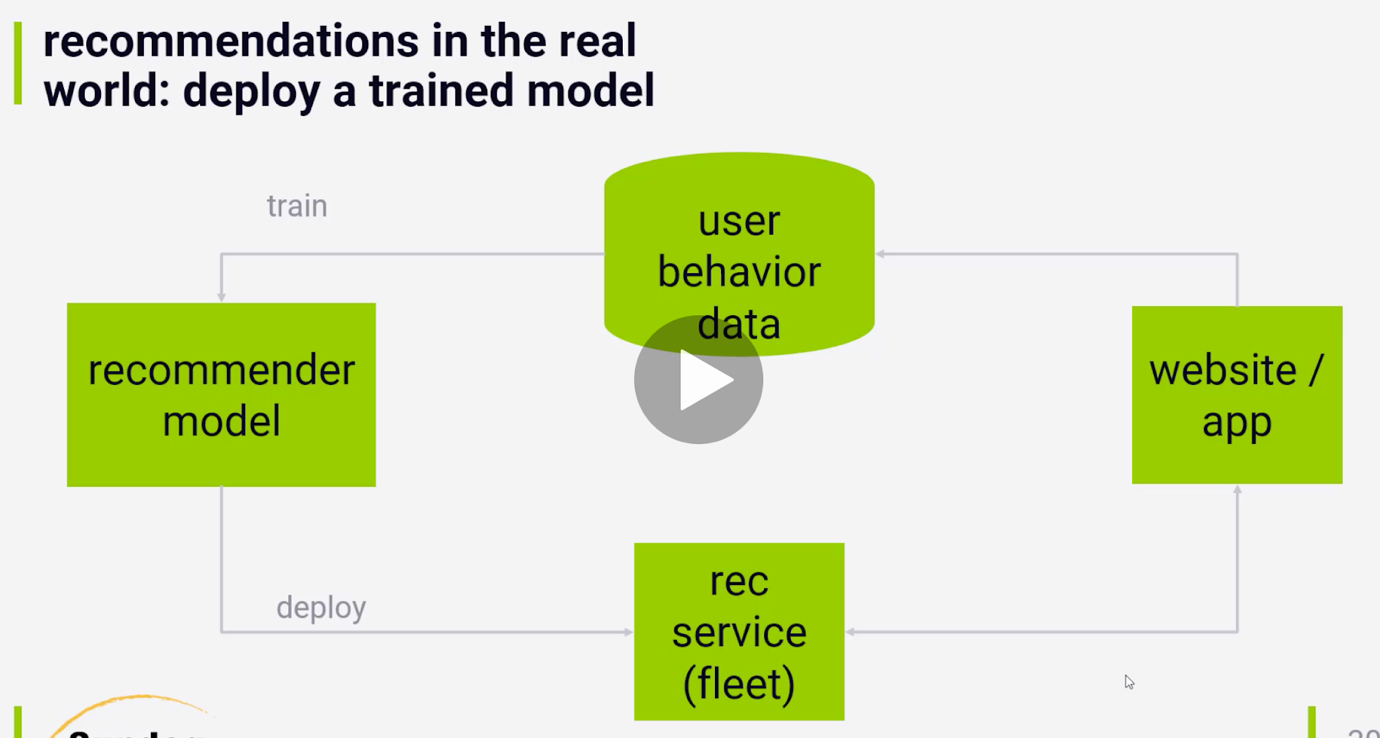 recommendations in the real
world: deploy a trained model
train
user
behavior
data
recommender
model
website /
app
deploy
rec
service
(fleet)